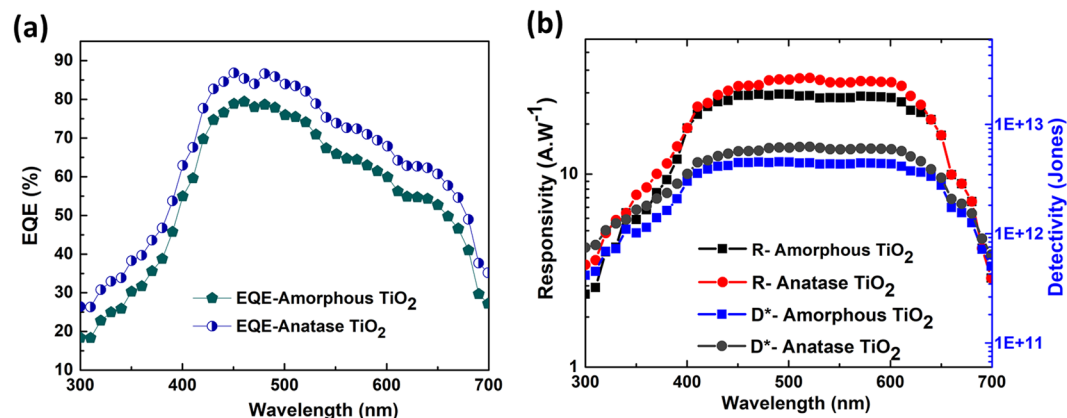 (a)
EQE (%)
90
80
70
60
50
40
30
20
10
EQE-Amorphous TiO2
EQE-Anatase TiO2
300
400
500
600
700
Wavelength (nm)
(b)
Responsivity (A.W-1)
10
1
R- Amorphous TiO2
R- Anatase TiO2
D*- Amorphous TiO2
D*- Anatase TiO2
300
400
500
600
700
Wavelength (nm)
1E+13
1E+12
1E+11
Detectivity (Jones)